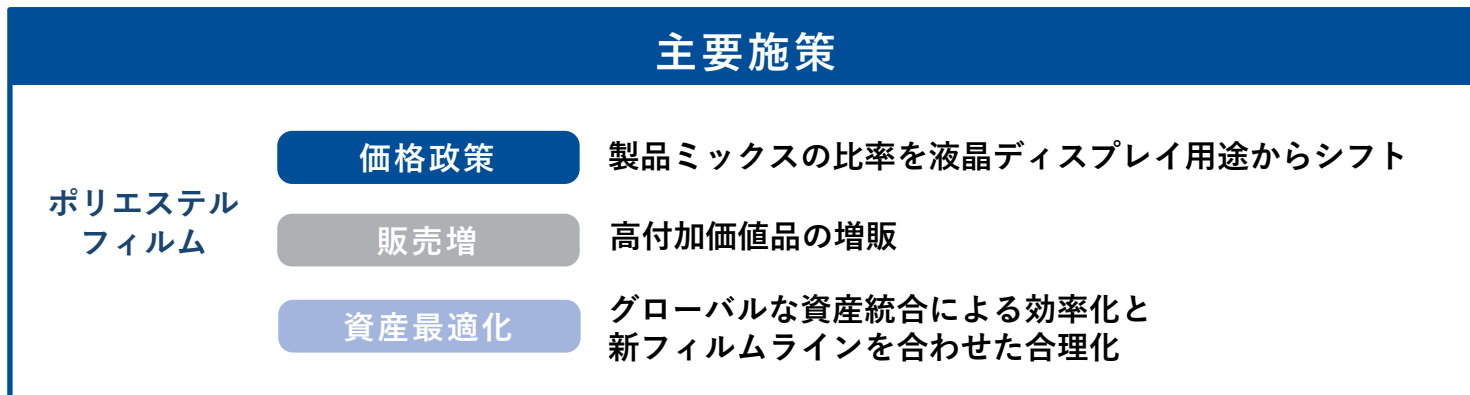 主要施策
ポリエステル
フィルム
価格政策
製品ミックスの比率を液晶ディスプレイ用途からシフト
販売増
高付加価値品の増販
資産最適化
グローバルな資産統合による効率化と
新フィルムラインを合わせた合理化